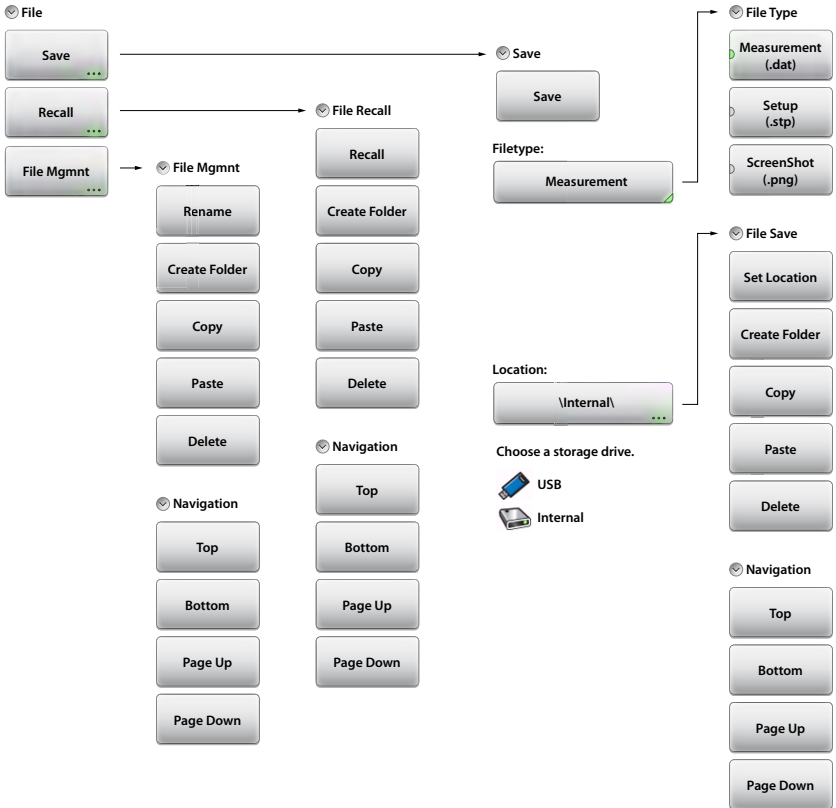 File
Save
Recall
File Mgmnt
File Mgmnt
Rename
Create Folder
Copy
Paste
Delete
Navigation
Top
Bottom
Page Up
Page Down
File Recall
Recall
Create Folder
Copy
Paste
Delete
Navigation
Top
Bottom
Page Up
Page Down
Save
Save
Filetype:
Measurement
Location:
\Internal\
Choose a storage drive.
USB
Internal
File Type
Measurement
(.dat)
Setup
(.stp)
ScreenShot
(.png)
File Save
Set Location
Create Folder
Copy
Paste
Delete
Navigation
Top
Bottom
Page Up
Page Down